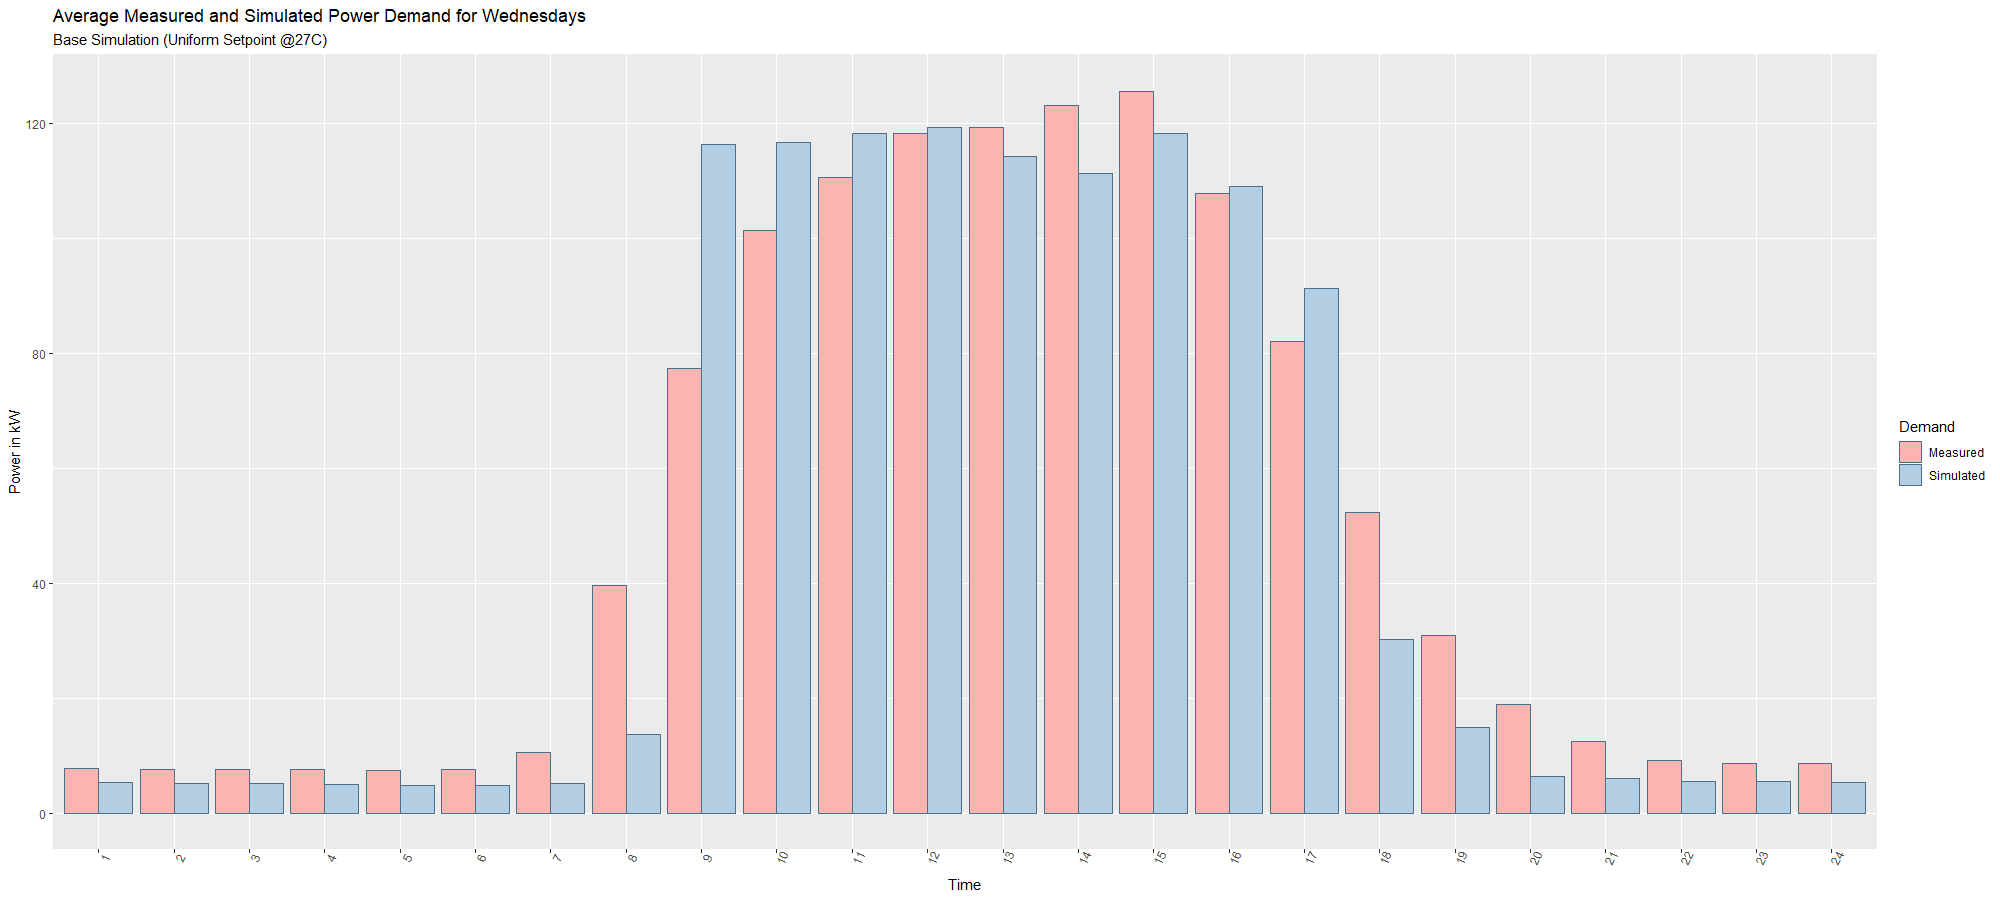 Average Measured and Simulated Power Demand for Wednesdays
Base Simulation (Uniform Setpoint @27C)
Power in kW
120
80
40
0
1 2 3 4 5 6 7 8 9 10 11 12 13 14 15 16 17 18 19 20 21 22 23 24
Time
Demand
Measured
Simulated